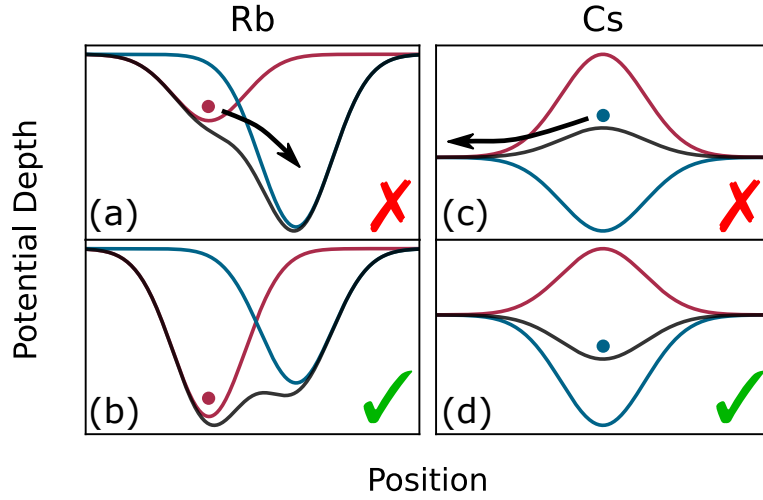 Rb
Cs
Potential Depth
(a)
(c)
(b)
(d)
Position